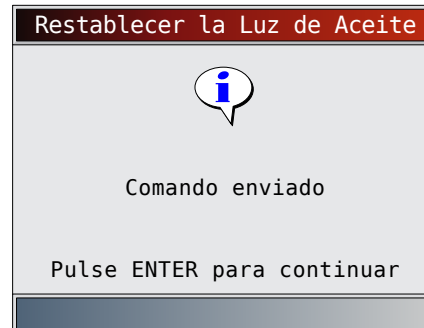 Restablecer la Luz de Aceite
i
Comando enviado
Pulse ENTER para continuar